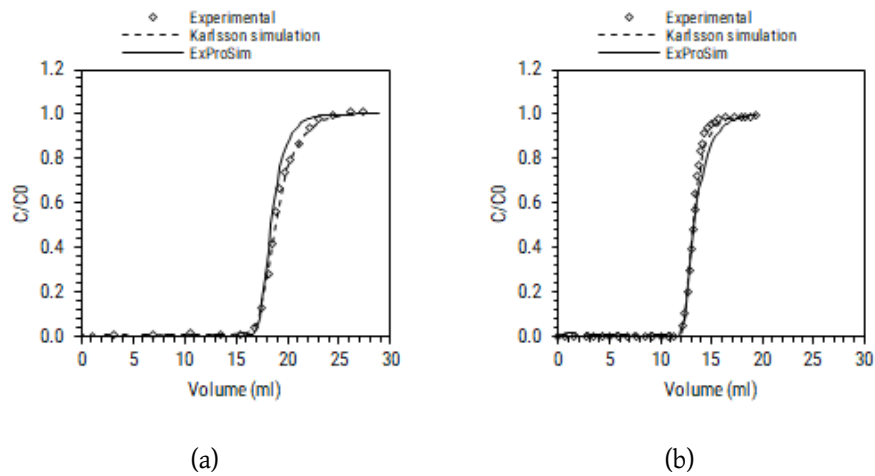 Experimental
Karlsson simulation
ExProSim
1.2
1.0
0.8
0.6
0.4
0.2
0.0
C/C0
0 5 10 15 20 25 30
Volume (ml)
(a)
Experimental
Karlsson simulation
ExProSim
1.2
1.0
0.8
0.6
0.4
0.2
0.0
C/C0
0 5 10 15 20 25 30
Volume (ml)
(b)